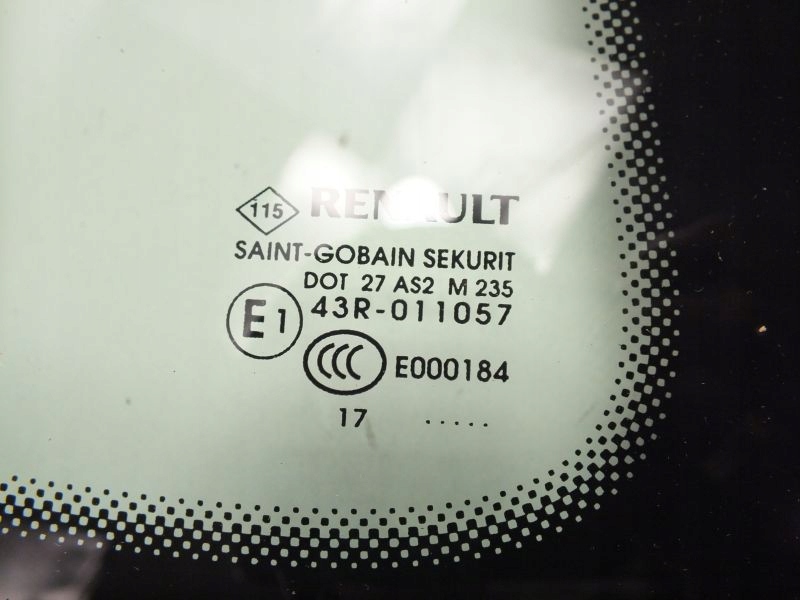 115 RENAULT
SAINT-GOBAIN SEKURIT
DOT 27 AS2 M 235
E1 43R-011057
CCC E000184
17 .....